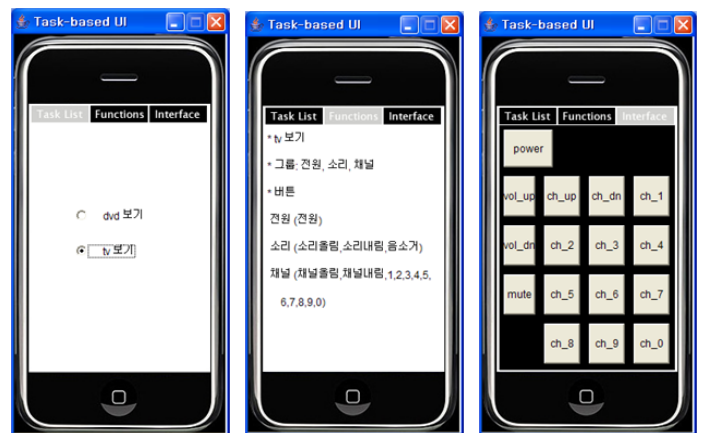 Task-based UI
Task List Functions Interface
dvd 보기
tv 보기
Task-based UI
Task List Functions Interface
* tv 보기
* 그룹: 전원, 소리, 채널
* 버튼
전원 (전원)
소리 (소리올림,소리내림,음소거)
채널 (채널올림,채널내림,1,2,3,4,5,
6,7,8,9,0)
Task-based UI
Task List Functions Interface
power
vol_up ch_up ch_dn ch_1
vol_dn ch_2 ch_3 ch_4
mute ch_5 ch_6 ch_7
ch_8 ch_9 ch_0